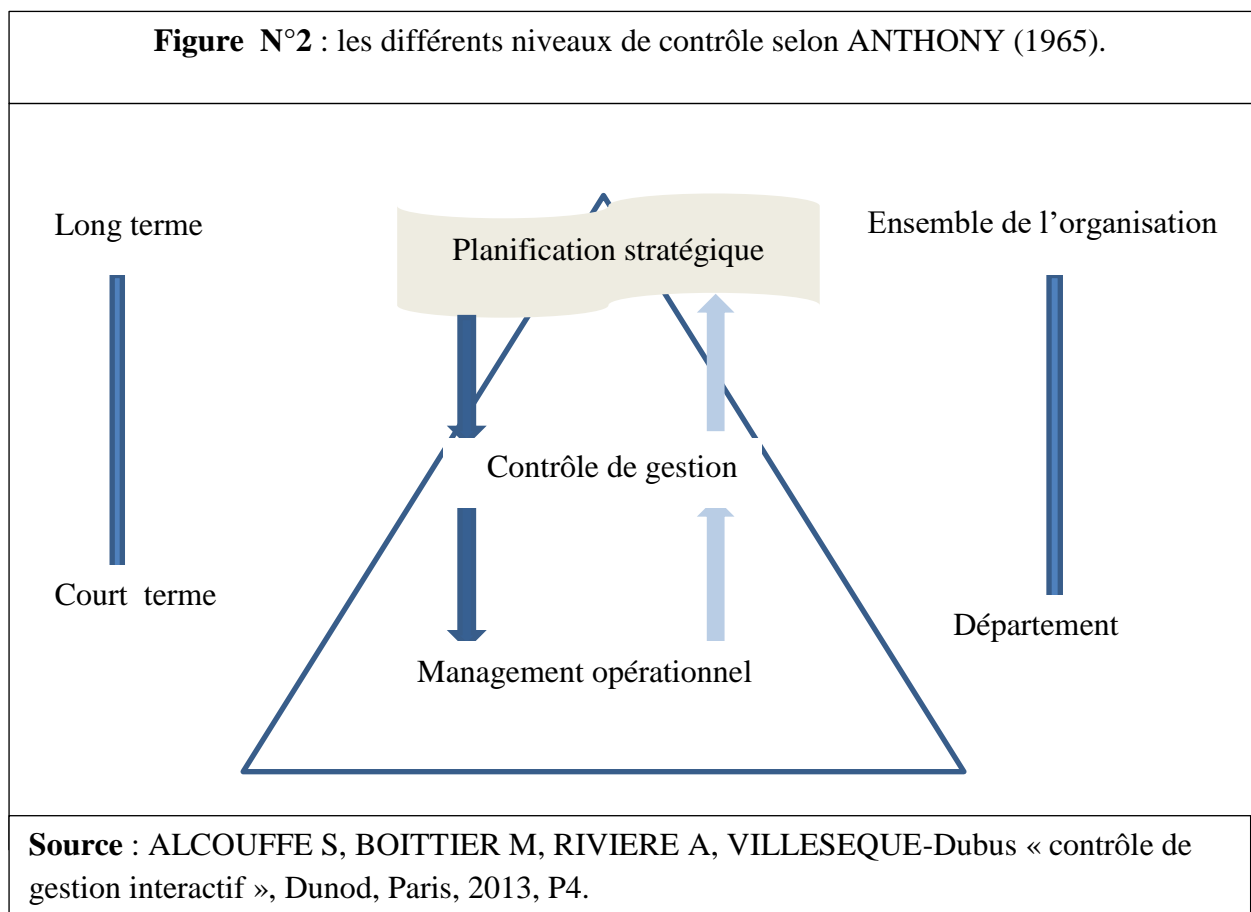 Figure N°2 : les différents niveaux de contrôle selon ANTHONY (1965).
Long terme
Planification stratégique
Ensemble de l’organisation
Contrôle de gestion
Court terme
Département
Management opérationnel
Source : ALCOUFFE S, BOITTIER M, RIVIERE A, VILLESEQUE-Dubus « contrôle de
gestion interactif », Dunod, Paris, 2013, P4.